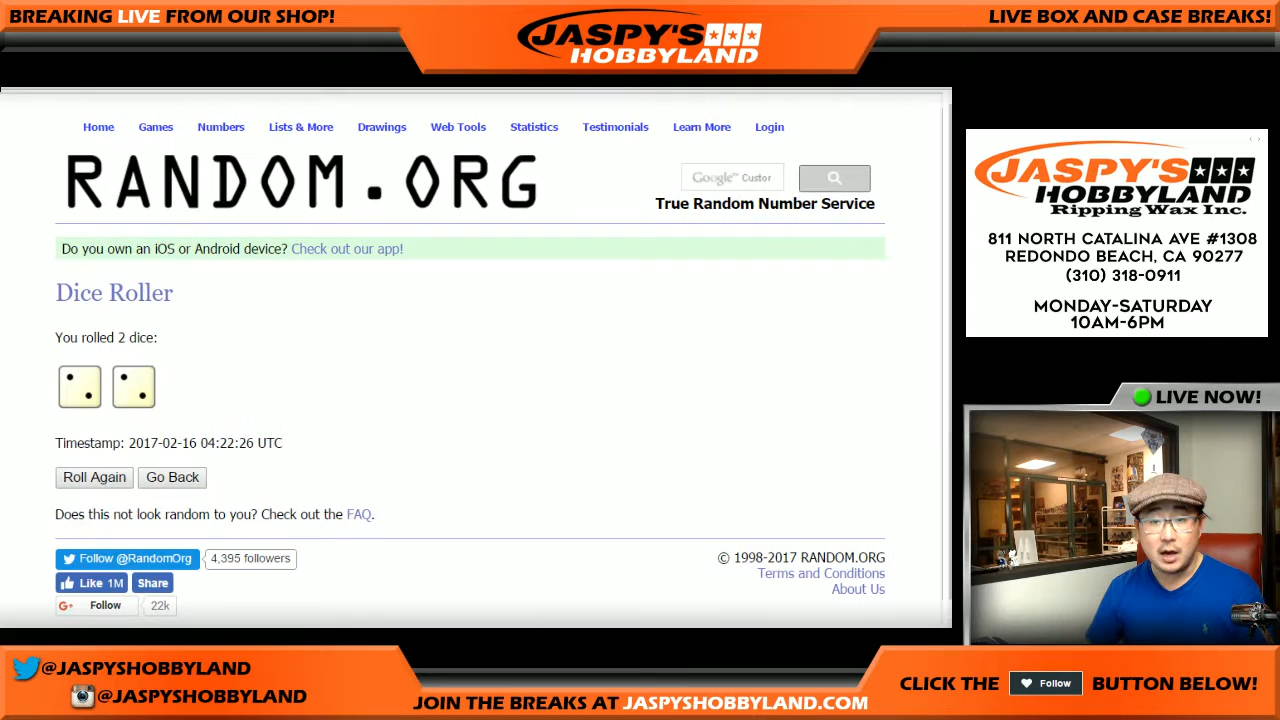 BREAKING LIVE FROM OUR SHOP!
JASPY'S
HOBBYLAND
LIVE BOX AND CASE BREAKS!
Home Games Numbers Lists & More Drawings Web Tools Statistics Testimonials Learn More Login
RANDOM.ORG
Google™ Custor
True Random Number Service
Do you own an iOS or Android device? Check out our app!
Dice Roller
You rolled 2 dice:
Timestamp: 2017-02-16 04:22:26 UTC
Roll Again Go Back
Does this not look random to you? Check out the FAQ.
Follow @RandomOrg 4,395 followers
Like 1M Share
G+ Follow 22k
© 1998-2017 RANDOM.ORG
Terms and Conditions
About Us
JASPY'S
HOBBYLAND
Ripping Wax Inc.
811 NORTH CATALINA AVE #1308
REDONDO BEACH, CA 90277
(310) 318-0911
MONDAY-SATURDAY
10AM-6PM
LIVE NOW!
@JASPYSHOBBYLAND
@JASPYSHOBBYLAND
JOIN THE BREAKS AT JASPYSHOBBYLAND.COM
CLICK THE Follow BUTTON BELOW!